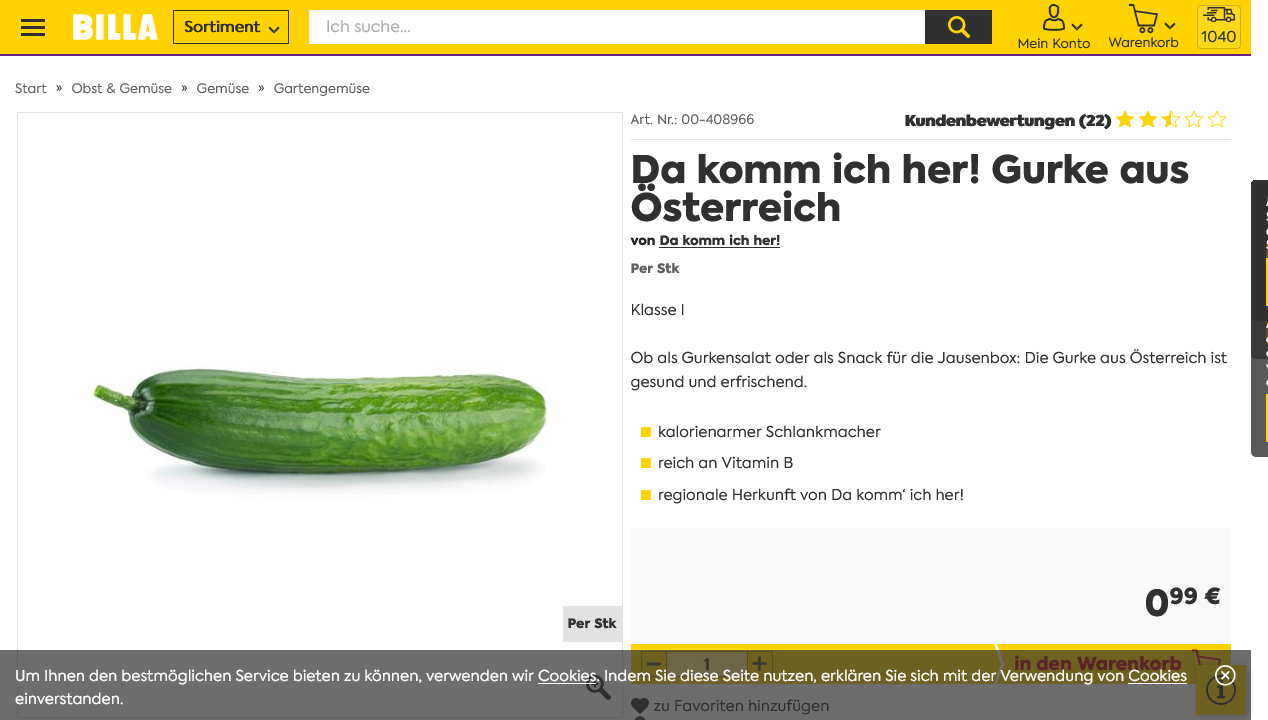 BILLA
Sortiment
Ich suche...
Mein Konto
Warenkorb
1040
Start » Obst & Gemüse » Gemüse » Gartengemüse
Art. Nr.: 00-408966
Kundenbewertungen (22)
Da komm ich her! Gurke aus
Österreich
von Da komm ich her!
Per Stk
Klasse I
Ob als Gurkensalat oder als Snack für die Jausenbox: Die Gurke aus Österreich ist
gesund und erfrischend.
kalorienarmer Schlankmacher
reich an Vitamin B
regionale Herkunft von Da komm‘ ich her!
0 99 €
Per Stk
1
in den Warenkorb
Um Ihnen den bestmöglichen Service bieten zu können, verwenden wir Cookies. Indem Sie diese Seite nutzen, erklären Sie sich mit der Verwendung von Cookies
einverstanden.
zu Favoriten hinzufügen